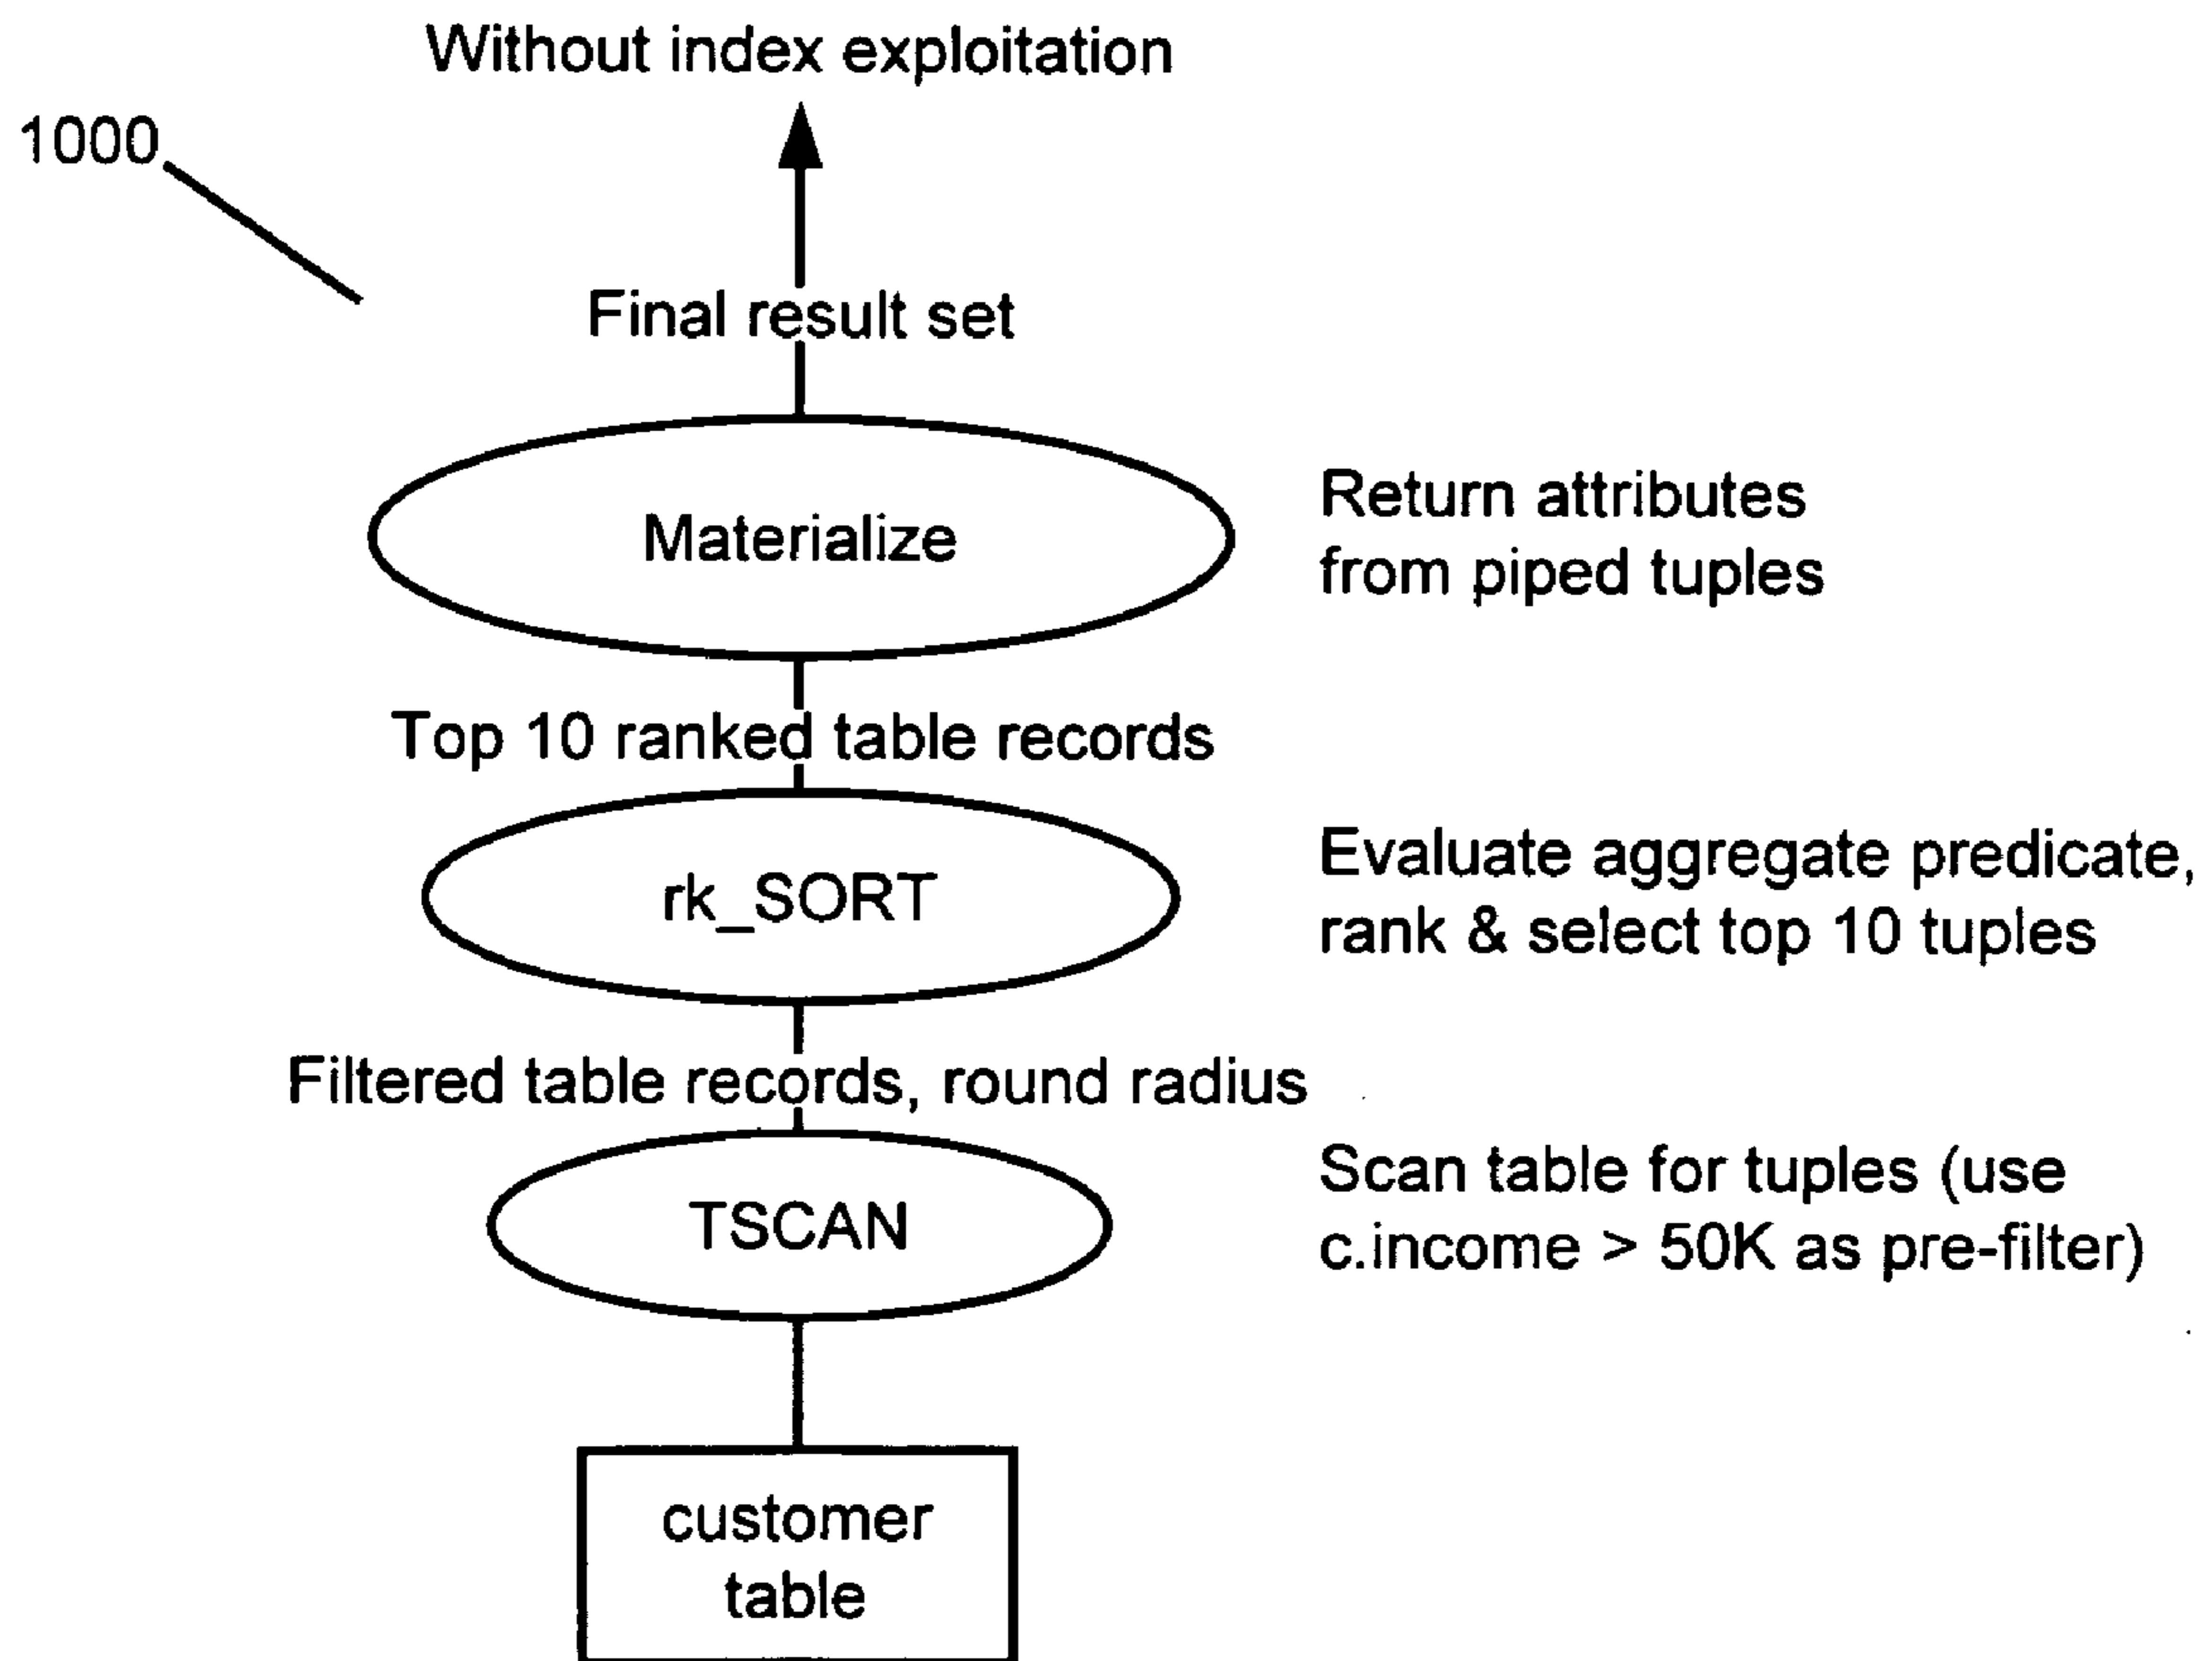 Without index exploitation
1000
Final result set
Materialize
Return attributes
from piped tuples
Top 10 ranked table records
rk_SORT
Evaluate aggregate predicate,
rank & select top 10 tuples
Filtered table records, round radius
TSCAN
Scan table for tuples (use
c.income > 50K as pre-filter)
customer
table